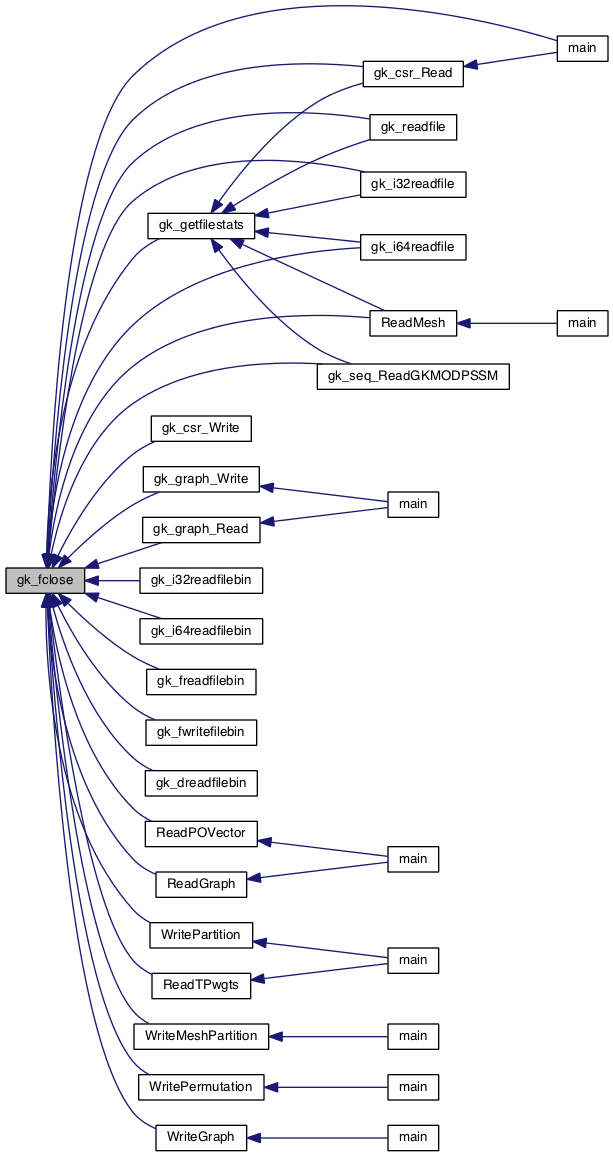 main
gk_csr_Read
gk_readfile
gk_i32readfile
gk_getfilestats
gk_i64readfile
ReadMesh
main
gk_seq_ReadGKMODPSSM
gk_csr_Write
gk_graph_Write
main
gk_graph_Read
gk_fclose
gk_i32readfilebin
gk_i64readfilebin
gk_freadfilebin
gk_fwritefilebin
gk_dreadfilebin
ReadPOVector
main
ReadGraph
WritePartition
main
ReadTPwgts
WriteMeshPartition
main
WritePermutation
main
WriteGraph
main